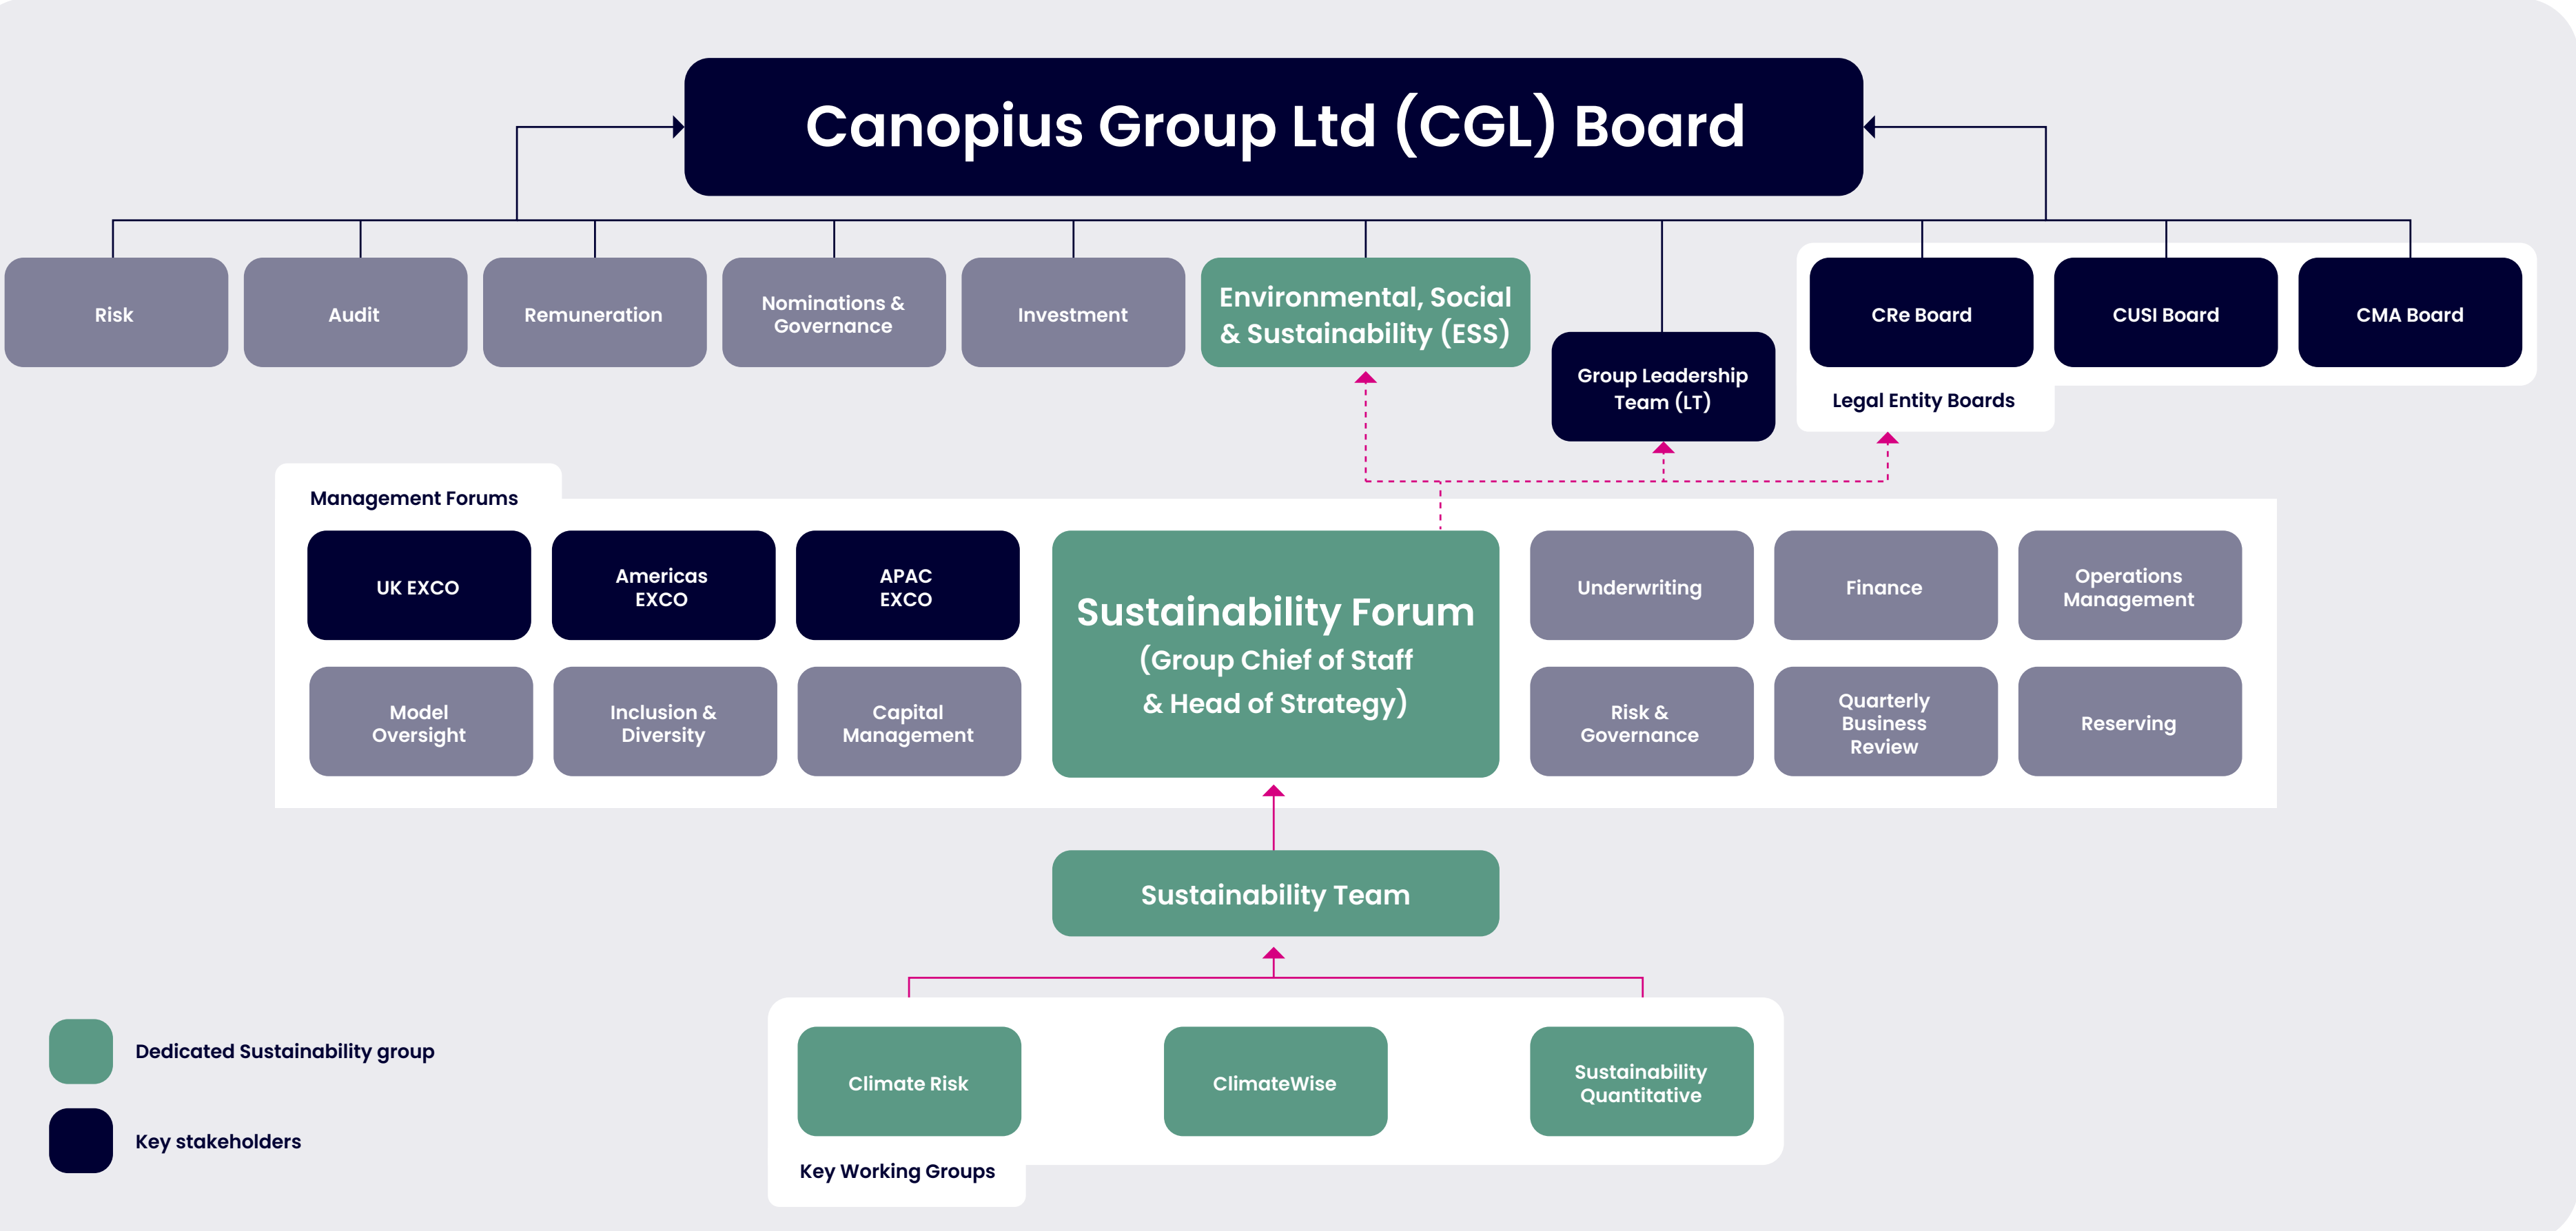 Canopius Group Ltd (CGL) Board
Risk
Audit
Remuneration
Nominations &
Governance
Investment
Environmental, Social
& Sustainability (ESS)
Group Leadership
Team (LT)
CRe Board
CUSI Board
CMA Board
Legal Entity Boards
Management Forums
UK EXCO
Americas
EXCO
APAC
EXCO
Model
Oversight
Inclusion &
Diversity
Capital
Management
Sustainability Forum
(Group Chief of Staff
& Head of Strategy)
Underwriting
Finance
Operations
Management
Risk &
Governance
Quarterly
Business
Review
Reserving
Sustainability Team
Climate Risk
ClimateWise
Sustainability
Quantitative
Key Working Groups
Dedicated Sustainability group
Key stakeholders